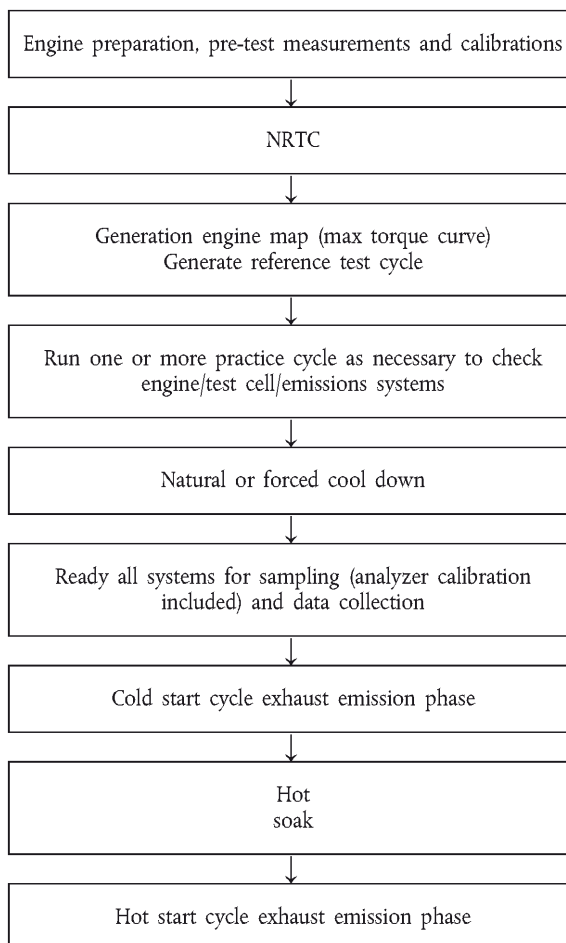 Engine preparation, pre-test measurements and calibrations
NRTC
Generation engine map (max torque curve)
Generate reference test cycle
Run one or more practice cycle as necessary to check
engine/test cell/emissions systems
Natural or forced cool down
Ready all systems for sampling (analyzer calibration
included) and data collection
Cold start cycle exhaust emission phase
Hot
soak
Hot start cycle exhaust emission phase